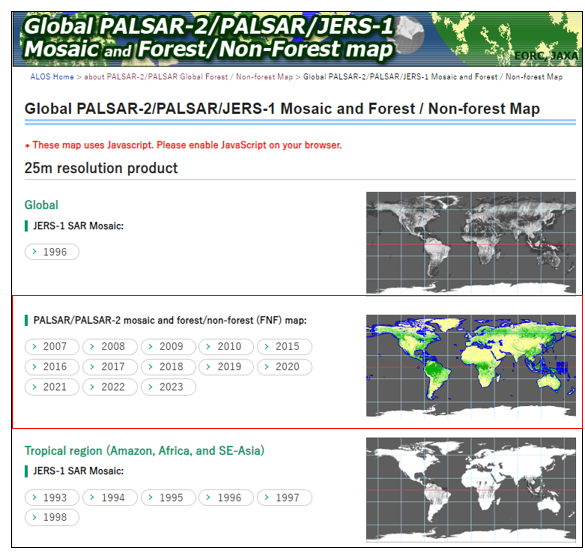 Global PALSAR-2/PALSAR/JERS-1
Mosaic and Forest/Non-Forest map
EORC, JAXA
ALOS Home > about PALSAR-2/PALSAR Global Forest / Non-forest Map > Global PALSAR-2/PALSAR/JERS-1 Mosaic and Forest / Non-forest Map
Global PALSAR-2/PALSAR/JERS-1 Mosaic and Forest / Non-forest Map
* These map uses Javascript. Please enable JavaScript on your browser.
25m resolution product
Global
JERS-1 SAR Mosaic:
> 1996
PALSAR/PALSAR-2 mosaic and forest/non-forest (FNF) map:
> 2007 > 2008 > 2009 > 2010 > 2015
> 2016 > 2017 > 2018 > 2019 > 2020
> 2021 > 2022 > 2023
Tropical region (Amazon, Africa, and SE-Asia)
JERS-1 SAR Mosaic:
> 1993 > 1994 > 1995 > 1996 > 1997
> 1998